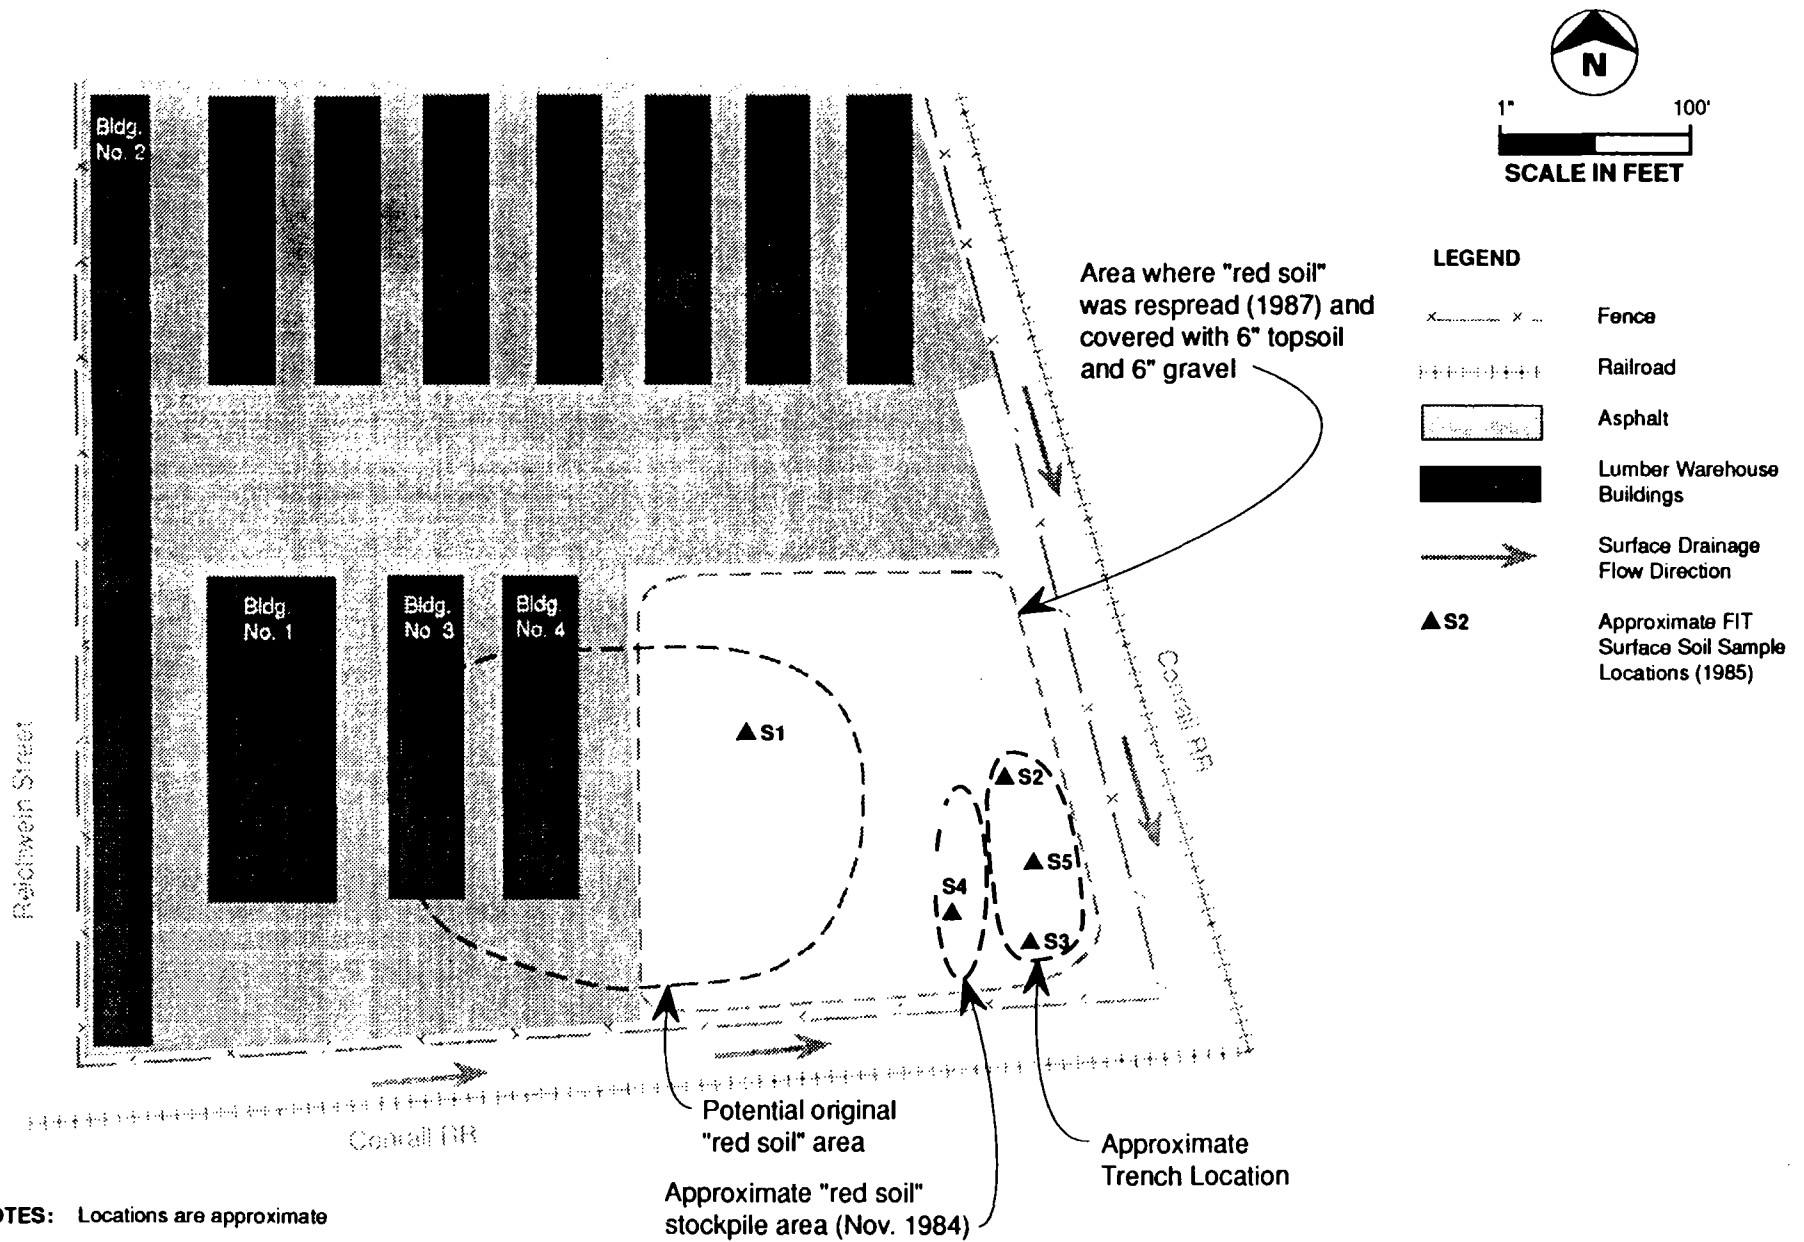 N
1" 100'
SCALE IN FEET
Bldg.
No. 2
Area where "red soil"
was respread (1987) and
covered with 6" topsoil
and 6" gravel
LEGEND
Fence
Railroad
Asphalt
Lumber Warehouse
Buildings
Surface Drainage
Flow Direction
S2
Approximate FIT
Surface Soil Sample
Locations (1985)
Bldg.
No. 1
Bldg.
No. 3
Bldg.
No. 4
Conrail RR
Reichwein Street
S1
S2
S5
S4
S3
Conrail RR
Potential original
"red soil" area
Approximate
Trench Location
Approximate "red soil"
stockpile area (Nov. 1984)
OTES: Locations are approximate